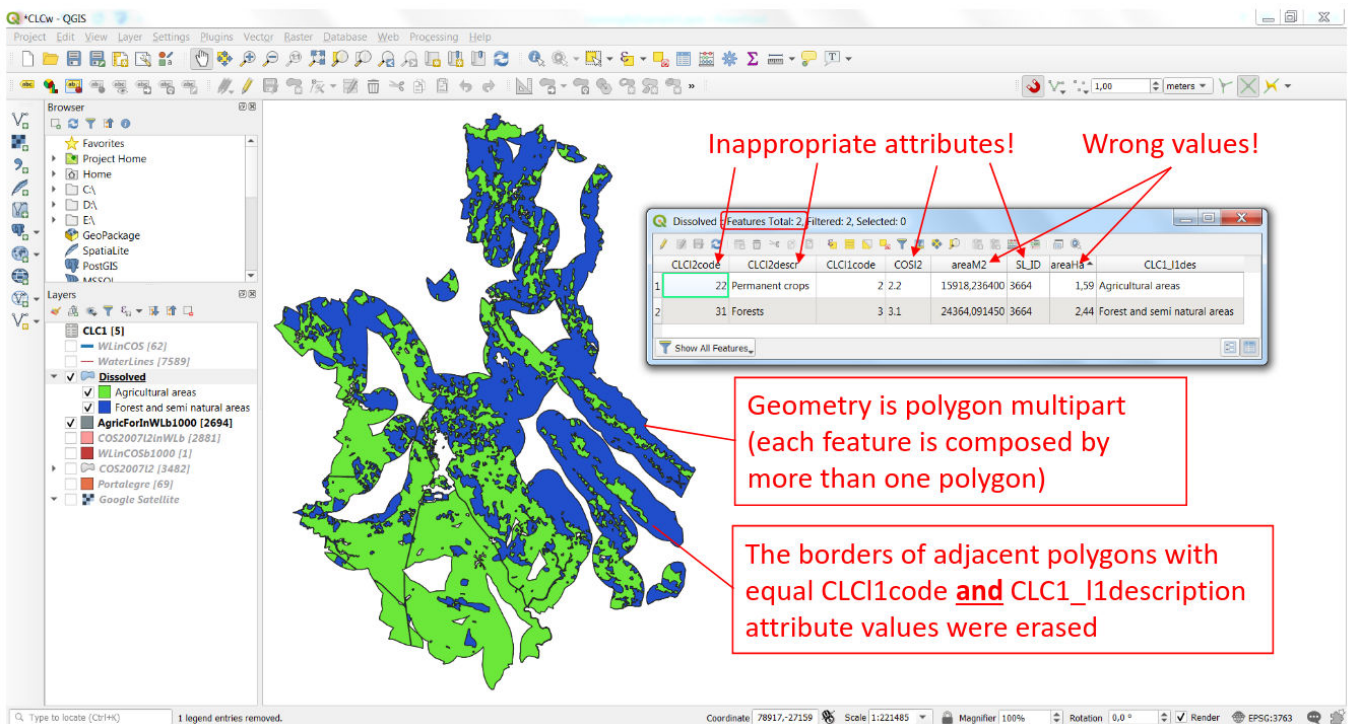 *CLCw - QGIS
Project Edit View Layer Settings Plugins Vector Raster Database Web Processing Help
1,00 meters
Browser
Favorites
Project Home
Home
C:\
D:\
E:\
GeoPackage
SpatiaLite
PostGIS
MSSQL
Layers
CLC1 [5]
WLinCOS [62]
WaterLines [7589]
Dissolved
Agricultural areas
Forest and semi natural areas
AgricForInWLb1000 [2694]
COS2007L2inWLb [2881]
WLinCOSb1000 [1]
COS2007l2 [3482]
Portalegre [69]
Google Satellite
Inappropriate attributes! Wrong values!
Dissolved :: Features Total: 2, Filtered: 2, Selected: 0
CLCl2code CLCl2descr CLCl1code COSl2 areaM2 SL_ID areaHa CLC1_l1des
1 22 Permanent crops 2 2.2 15918,236400 3664 1,59 Agricultural areas
2 31 Forests 3 3.1 24364,091450 3664 2,44 Forest and semi natural areas
Show All Features
Geometry is polygon multipart
(each feature is composed by
more than one polygon)
The borders of adjacent polygons with
equal CLCl1code and CLC1_l1description
attribute values were erased
Type to locate (Ctrl+K) 1 legend entries removed. Coordinate 78917,-27159 Scale 1:221485 Magnifier 100% Rotation 0,0 ° Render EPSG:3763